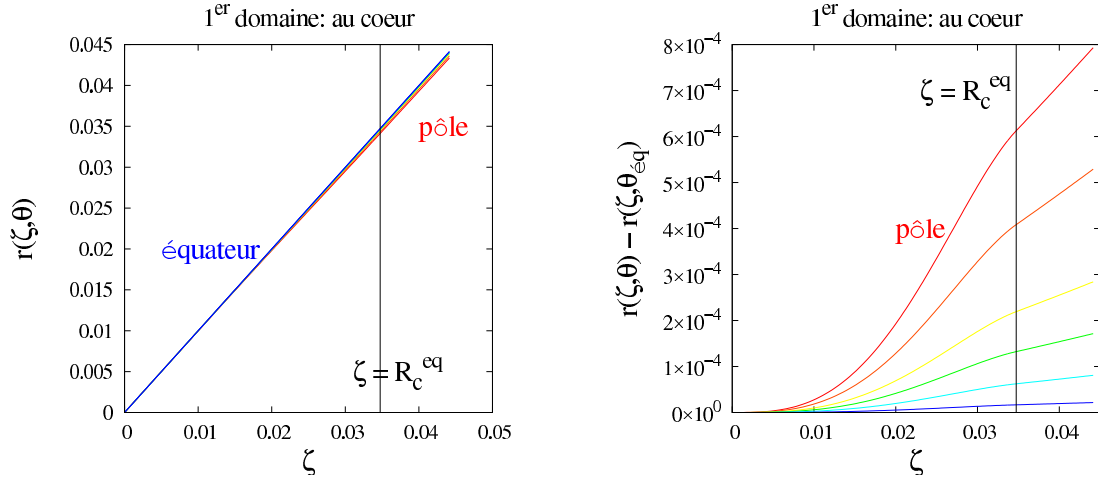 1er domaine: au coeur
0.045
0.04
0.035
0.03
0.025
0.02
0.015
0.01
0.005
0
r(ζ,θ)
pôle
équateur
ζ = Rc eq
0 0.01 0.02 0.03 0.04 0.05
ζ
1er domaine: au coeur
8×10-4
7×10-4
6×10-4
5×10-4
4×10-4
3×10-4
2×10-4
1×10-4
0×100
r(ζ,θ) − r(ζ,θéq)
ζ = Rc eq
pôle
0 0.01 0.02 0.03 0.04
ζ